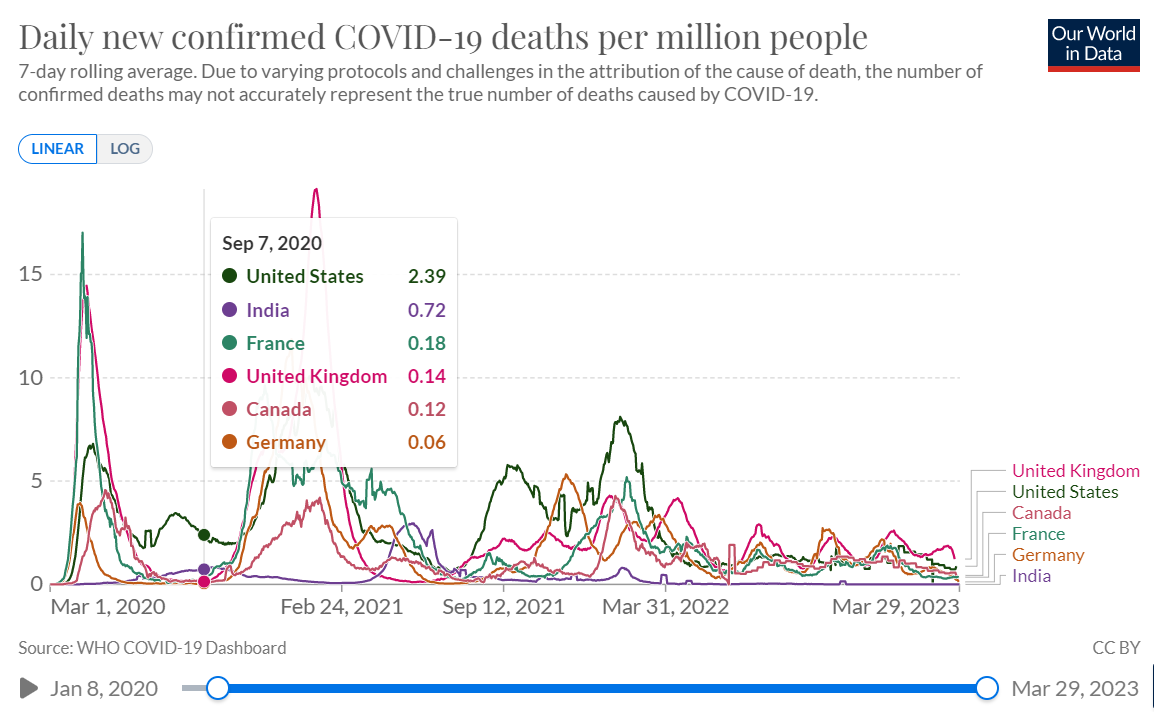 Daily new confirmed COVID-19 deaths per million people
Our World
in Data
7-day rolling average. Due to varying protocols and challenges in the attribution of the cause of death, the number of
confirmed deaths may not accurately represent the true number of deaths caused by COVID-19.
LINEAR
LOG
Sep 7, 2020
United States 2.39
India 0.72
France 0.18
United Kingdom 0.14
Canada 0.12
Germany 0.06
15
10
5
0
United Kingdom
United States
Canada
France
Germany
India
Mar 1, 2020
Feb 24, 2021
Sep 12, 2021
Mar 31, 2022
Mar 29, 2023
Source: WHO COVID-19 Dashboard
CC BY
Jan 8, 2020
Mar 29, 2023